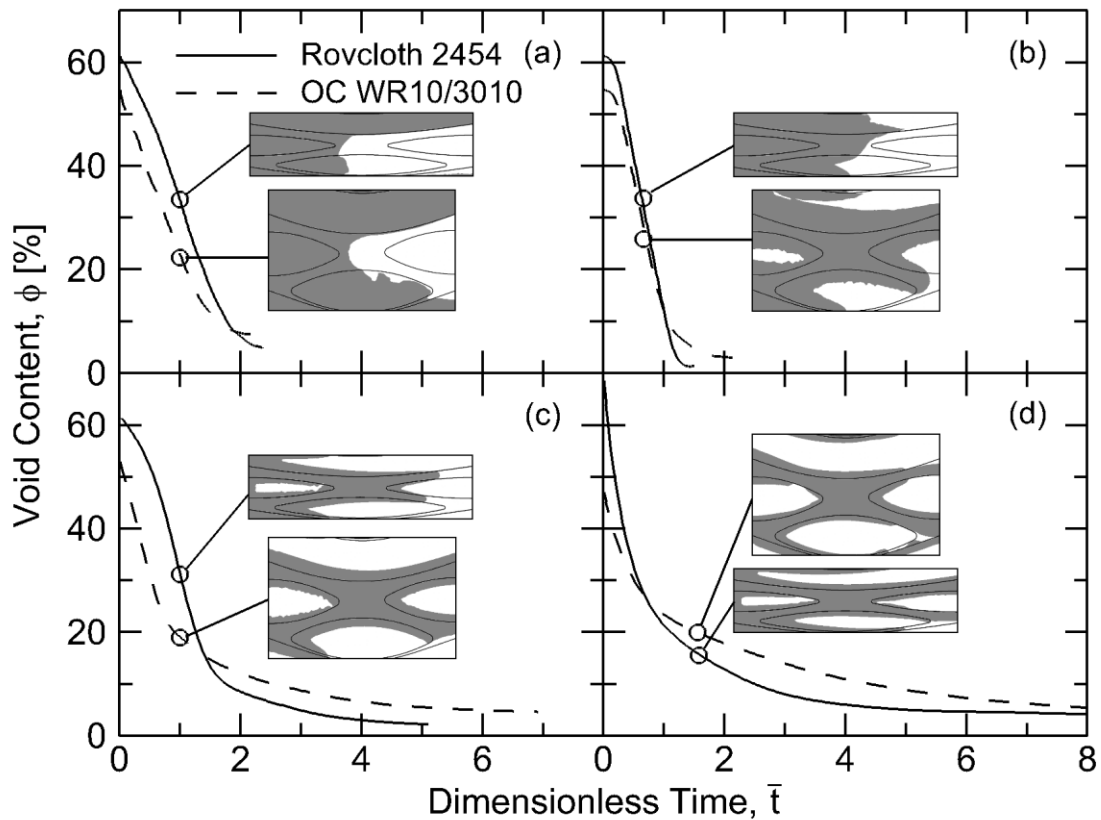 Rovcloth 2454 (a)
OC WR10/3010
(b)
60
40
20
0
(c)
(d)
60
40
20
0
0 2 4 6 0 2 4 6 8
Void Content, ϕ [%]
Dimensionless Time, t̄